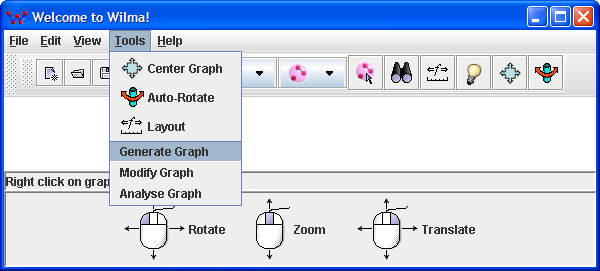 Welcome to Wilma!
File Edit View Tools Help
Center Graph
Auto-Rotate
Layout
Generate Graph
Modify Graph
Analyse Graph
Right click on grap
Rotate Zoom Translate